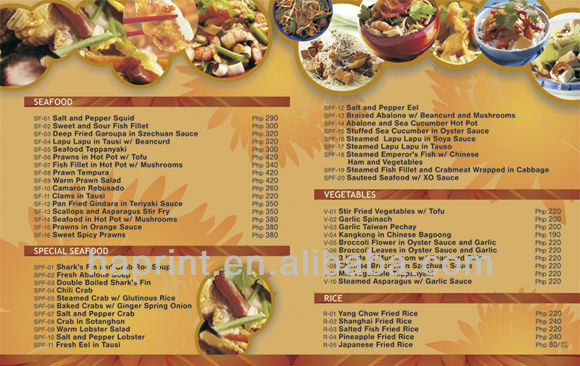 SEAFOOD
SF-01 Salt and Pepper Squid Php 290
SF-02 Sweet and Sour Fish Fillet Php 300
SF-03 Deep Fried Garoupa in Szechuan Sauce Php 320
SF-04 Lapu Lapu in Tausi w/ Beancurd Php 320
SF-05 Seafood Teppanyaki Php 300
SF-06 Prawns in Hot Pot w/ Tofu Php 420
SF-07 Fish Fillet in Hot Pot w/ Mushrooms Php 340
SF-08 Prawn Tempura Php 420
SF-09 Warm Prawn Salad Php 420
SF-10 Camaron Rebusado Php 260
SF-11 Clams in Tausi Php 220
SF-12 Pan Fried Gindara in Teriyaki Sauce Php 350
SF-13 Scallops and Asparagus Stir Fry Php 350
SF-14 Seafood in Hot Pot w/ Mushrooms Php 350
SF-15 Prawns in Orange Sauce Php 380
SF-16 Sweet Spicy Prawns Php 380
SPECIAL SEAFOOD
SPF-01 Shark's Fin w/ Crabmeat Soup
SPF-02 Fresh Abalone Soup
SPF-03 Double Boiled Shark's Fin
SPF-04 Chili Crab
SPF-05 Steamed Crab w/ Glutinous Rice
SPF-06 Baked Crabs w/ Ginger Spring Onion
SPF-07 Salt and Pepper Crab
SPF-08 Crab in Sotanghon
SPF-09 Warm Lobster Salad
SPF-10 Salt and Pepper Lobster
SPF-11 Fresh Eel in Tausi
SPF-12 Salt and Pepper Eel
SPF-13 Braised Abalone w/ Beancurd and Mushrooms
SPF-14 Abalone and Sea Cucumber Hot Pot
SPF-15 Stuffed Sea Cucumber in Oyster Sauce
SPF-16 Steamed Lapu Lapu in Soya Sauce
SPF-17 Steamed Lapu Lapu in Tauso
SPF-18 Steamed Emperor's Fish w/ Chinese
Ham and Vegetables
SPF-19 Steamed Fish Fillet and Crabmeat Wrapped in Cabbage
SPF-20 Sauteed Seafood w/ XO Sauce
VEGETABLES
V-01 Stir Fried Vegetables w/ Tofu Php 220
V-02 Garlic Spinach Php 200
V-03 Garlic Taiwan Pechay Php 200
V-04 Kangkong in Chinese Bagoong Php 190
V-05 Broccoli Flower in Oyster Sauce and Garlic Php 220
V-06 Broccoli Leaves in Oyster Sauce and Garlic Php 220
Php 220
Chinese Broccoli in Szechuan Sauce Php 220
Php 220
V-10 Steamed Asparagus w/ Garlic Sauce Php 220
RICE
R-01 Yang Chow Fried Rice Php 220
R-02 Shanghai Fried Rice Php 240
R-03 Salted Fish Fried Rice Php 220
R-04 Pineapple Fried Rice Php 240
R-05 Japanese Fried Rice Php 80/
haprint.en.alibaba.com